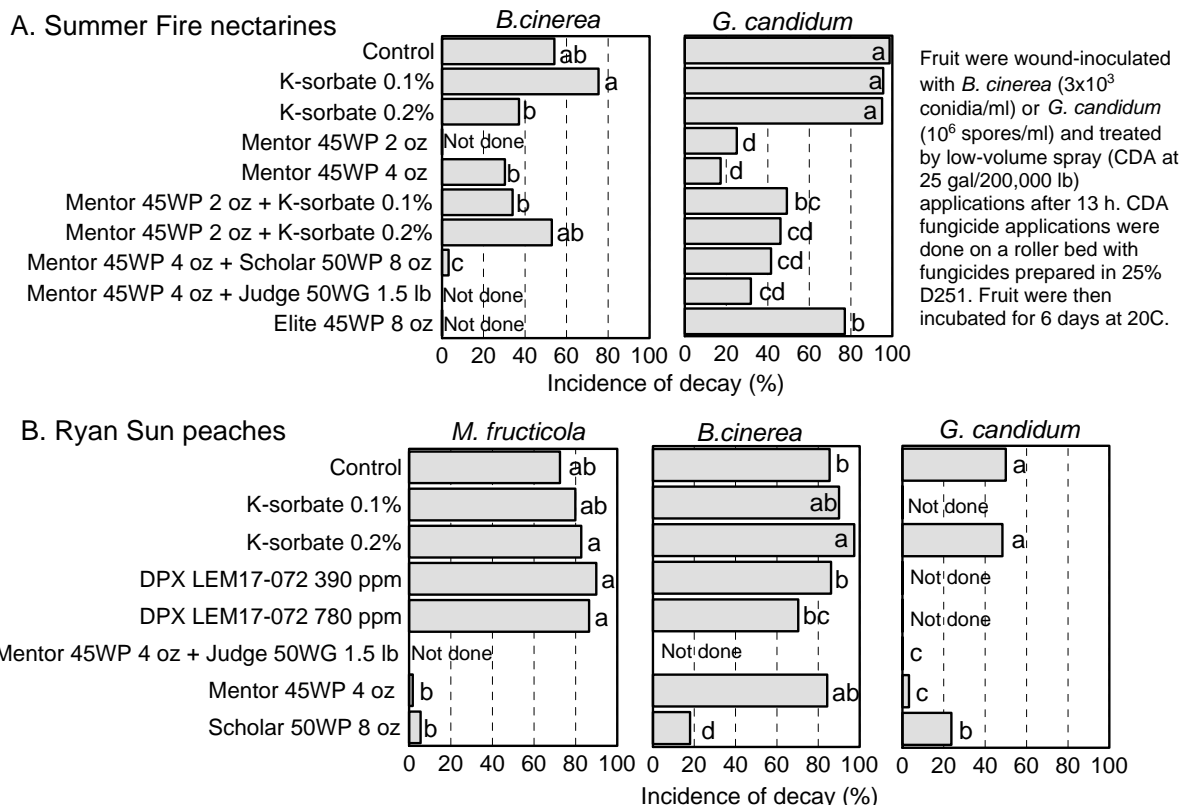 A. Summer Fire nectarines
B.cinerea
G. candidum
Control
ab
a
K-sorbate 0.1%
a
a
K-sorbate 0.2%
b
a
Mentor 45WP 2 oz
Not done
d
Mentor 45WP 4 oz
b
d
Mentor 45WP 2 oz + K-sorbate 0.1%
b
bc
Mentor 45WP 2 oz + K-sorbate 0.2%
ab
cd
Mentor 45WP 4 oz + Scholar 50WP 8 oz
c
cd
Mentor 45WP 4 oz + Judge 50WG 1.5 lb
Not done
cd
Elite 45WP 8 oz
Not done
b
0 20 40 60 80 100
0 20 40 60 80 100
Incidence of decay (%)
Fruit were wound-inoculated
with B. cinerea (3x10³
conidia/ml) or G. candidum
(10⁶ spores/ml) and treated
by low-volume spray (CDA at
25 gal/200,000 lb)
applications after 13 h. CDA
fungicide applications were
done on a roller bed with
fungicides prepared in 25%
D251. Fruit were then
incubated for 6 days at 20C.
B. Ryan Sun peaches
M. fructicola
B.cinerea
G. candidum
Control
ab
b
a
K-sorbate 0.1%
ab
ab
Not done
K-sorbate 0.2%
a
a
a
DPX LEM17-072 390 ppm
a
b
Not done
DPX LEM17-072 780 ppm
a
bc
Not done
Mentor 45WP 4 oz + Judge 50WG 1.5 lb
Not done
Not done
c
Mentor 45WP 4 oz
b
ab
c
Scholar 50WP 8 oz
b
d
b
0 20 40 60 80 100
0 20 40 60 80 100
0 20 40 60 80 100
Incidence of decay (%)